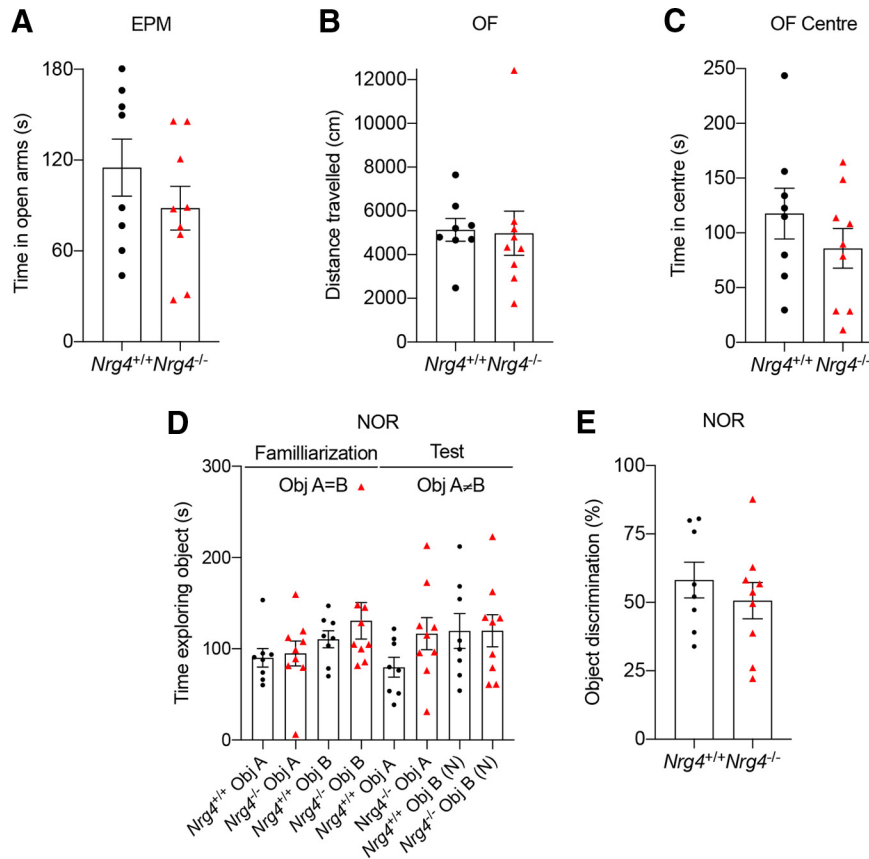 A
EPM
Time in open arms (s)
180
120
60
0
Nrg4+/+ Nrg4-/-
B
OF
Distance travelled (cm)
12000
10000
8000
6000
4000
2000
0
Nrg4+/+ Nrg4-/-
C
OF Centre
Time in centre (s)
250
200
150
100
50
0
Nrg4+/+ Nrg4-/-
D
NOR
Familliarization
Test
Obj A=B
Obj A≠B
Time exploring object (s)
300
200
100
0
Nrg4+/+ Obj A
Nrg4-/- Obj A
Nrg4+/+ Obj B
Nrg4-/- Obj B
Nrg4+/+ Obj A
Nrg4-/- Obj A
Nrg4+/+ Obj B (N)
Nrg4-/- Obj B (N)
E
NOR
Object discrimination (%)
100
75
50
25
0
Nrg4+/+ Nrg4-/-